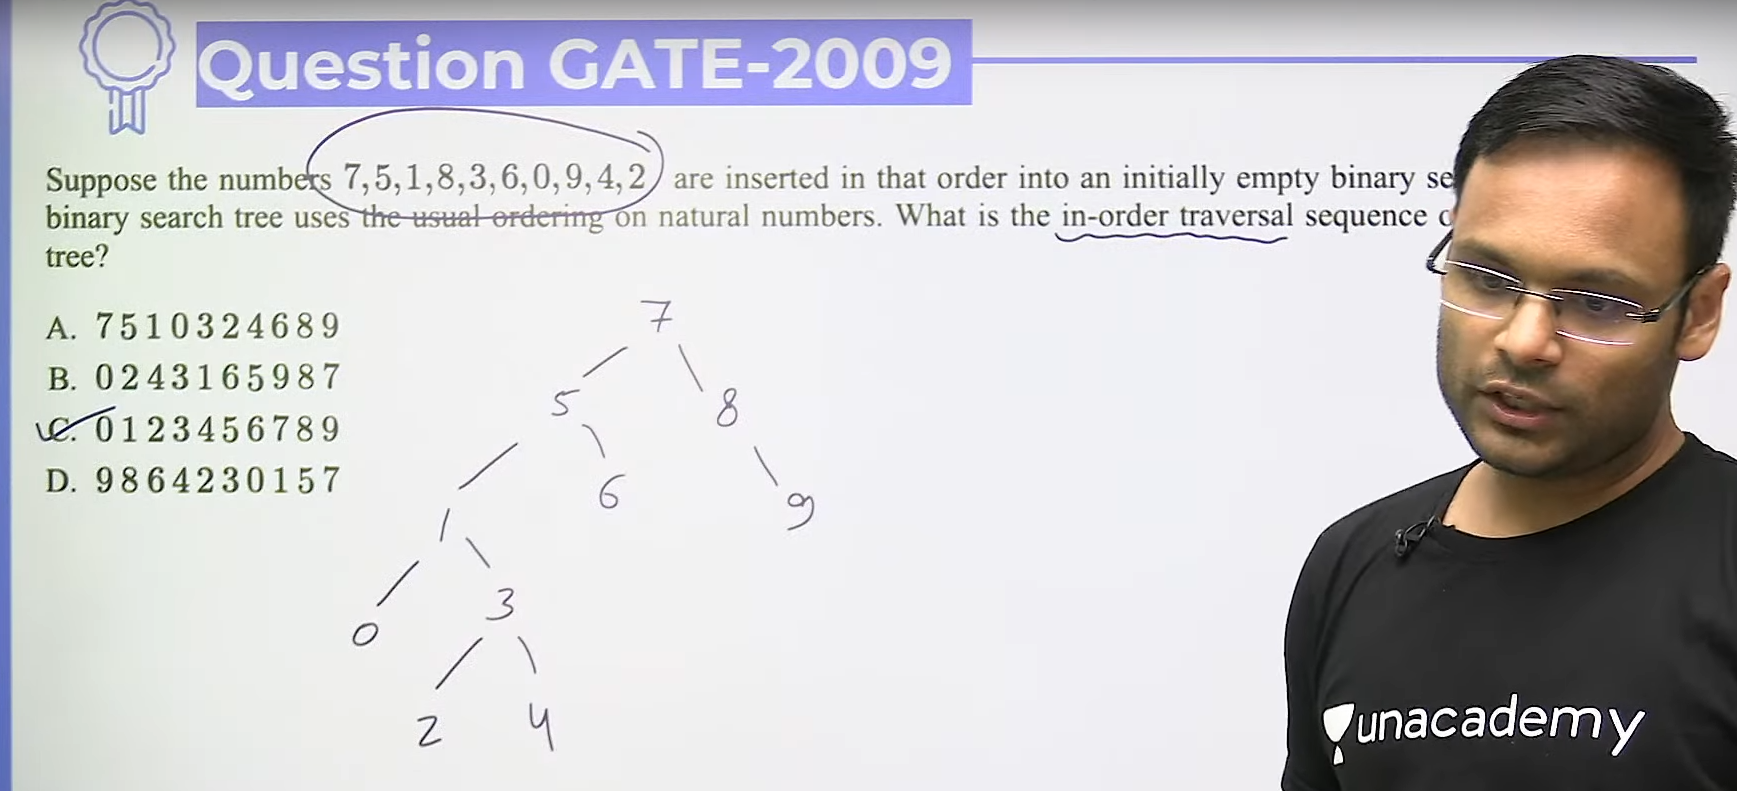 Question GATE-2009
Suppose the numbers 7,5,1,8,3,6,0,9,4,2 are inserted in that order into an initially empty binary se
binary search tree uses the usual ordering on natural numbers. What is the in-order traversal sequence
tree?
A. 7 5 1 0 3 2 4 6 8 9
B. 0 2 4 3 1 6 5 9 8 7
C. 0 1 2 3 4 5 6 7 8 9
D. 9 8 6 4 2 3 0 1 5 7
7
5 8
6 9
1
0 3
2 4
unacademy